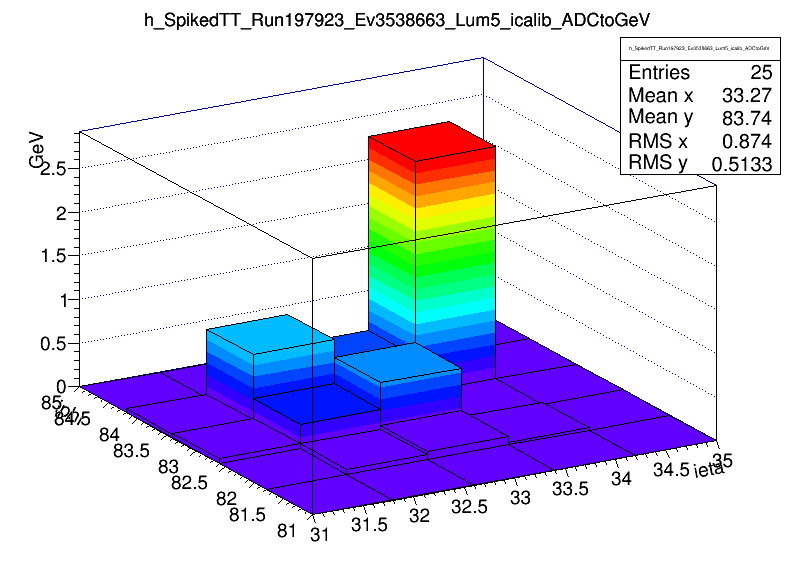 h_SpikedTT_Run197923_Ev3538663_Lum5_icalib_ADCtoGeV
h_SpikedTT_Run197923_Ev3538663_Lum5_icalib_ADCtoGeV
Entries 25
Mean x 33.27
Mean y 83.74
RMS x 0.874
RMS y 0.5133
GeV
2.5
2
1.5
1
0.5
0
85
84.5
84
83.5
83
82.5
82
81.5
81
31
31.5
32
32.5
33
33.5
34
34.5
35
ieta